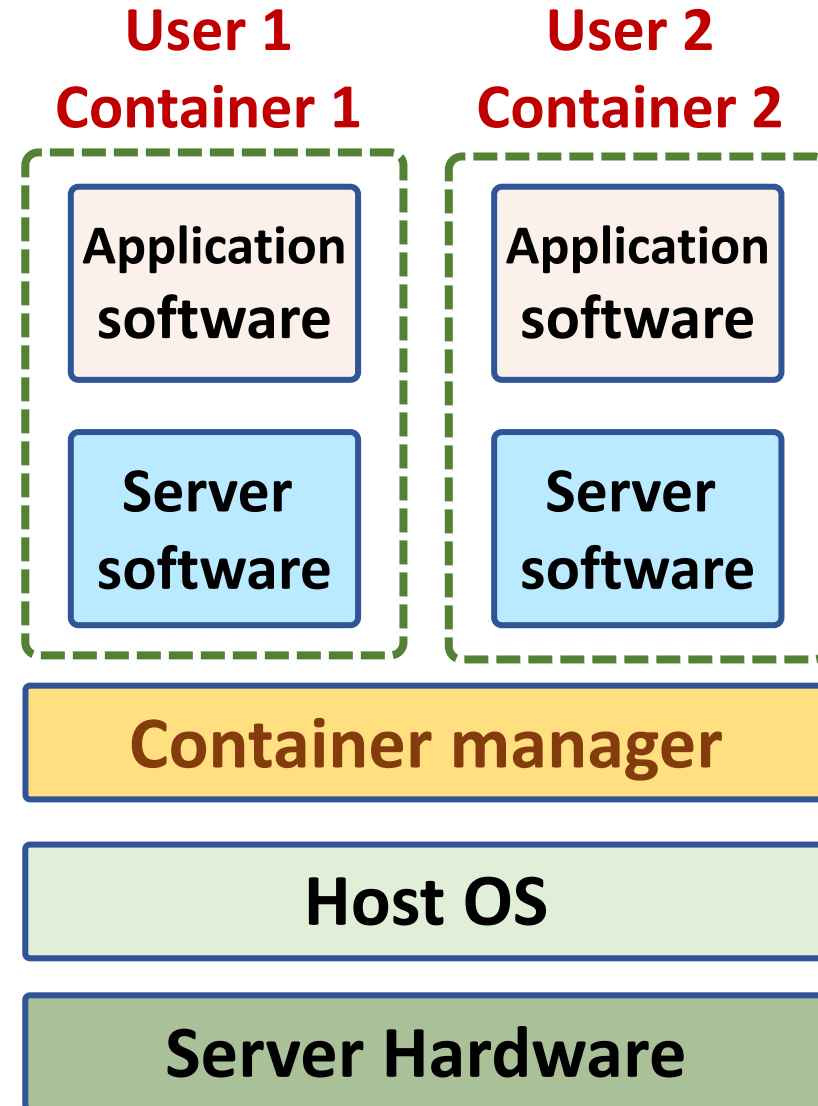 User 1
Container 1
User 2
Container 2
Application
software
Application
software
Server
software
Server
software
Container manager
Host OS
Server Hardware